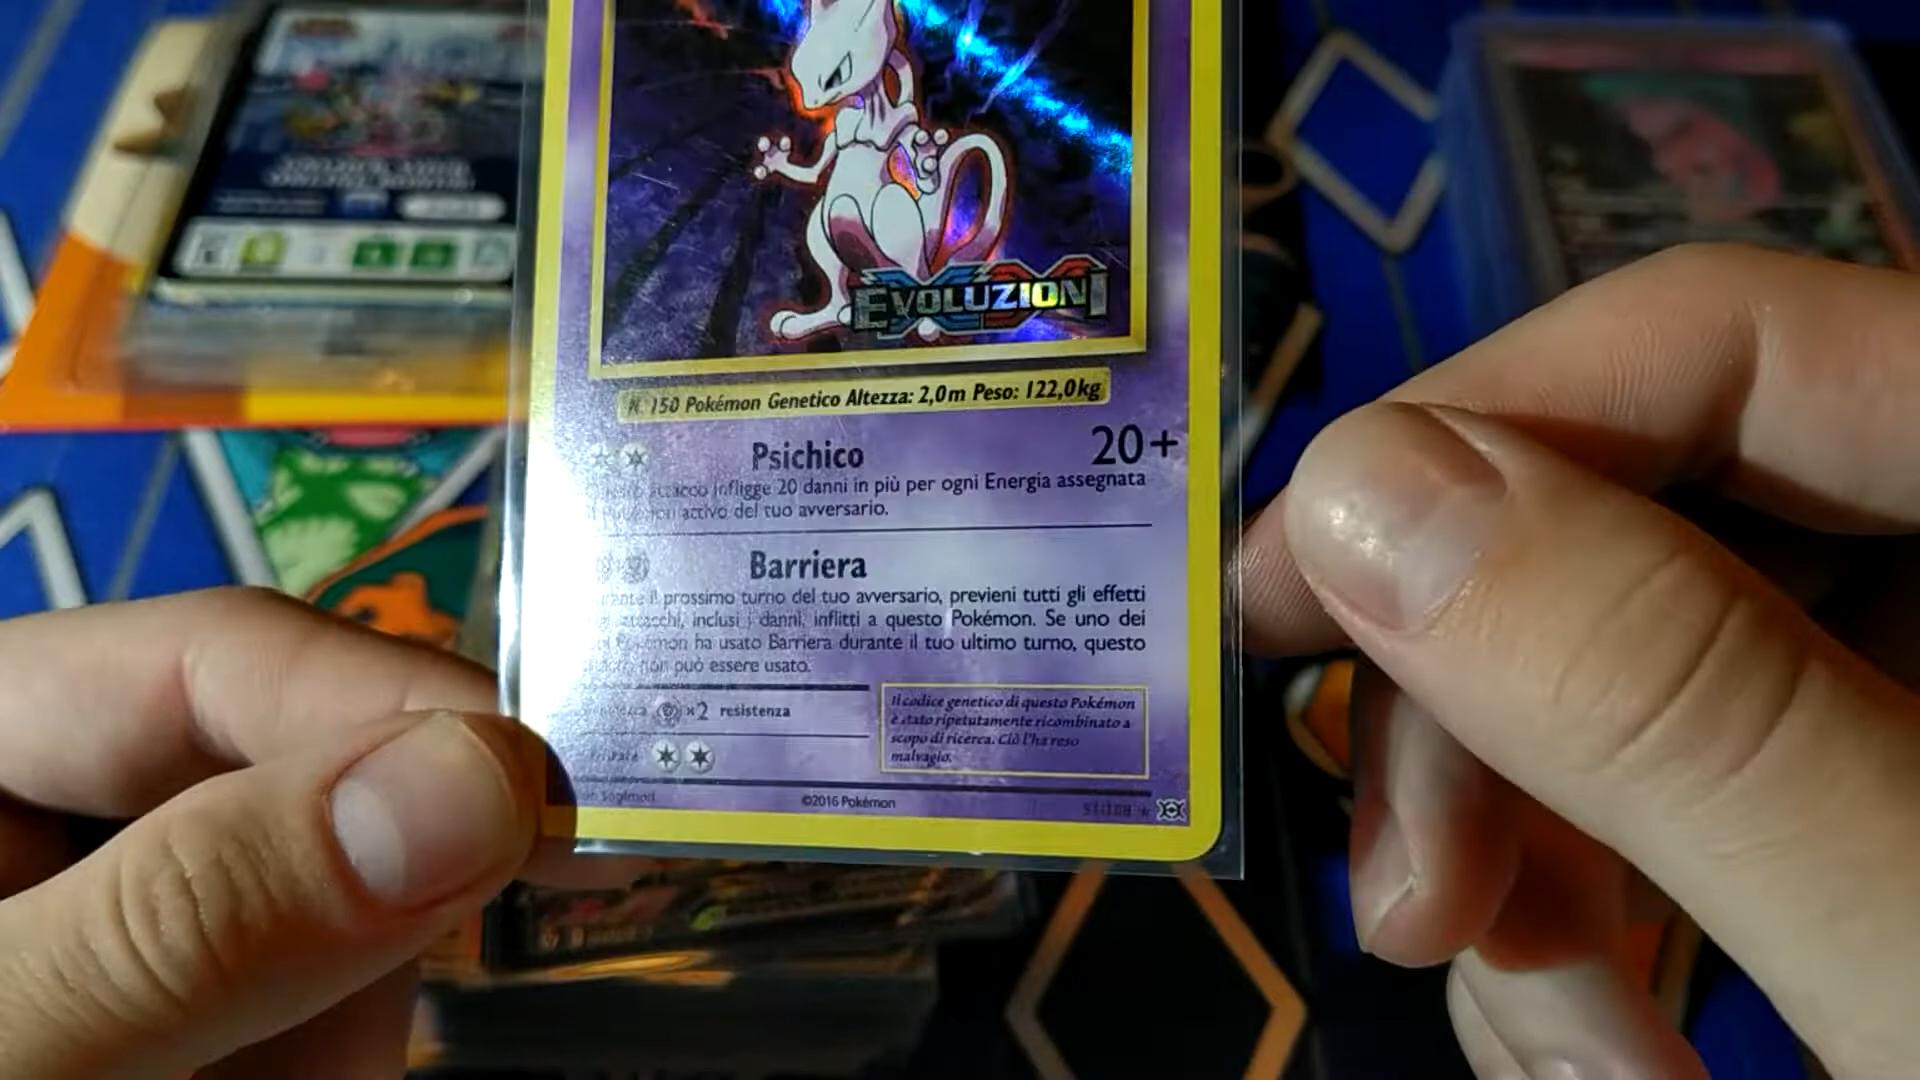 EVOLUZIONI
N. 150 Pokémon Genetico Altezza: 2,0m Peso: 122,0kg
Psichico 20+
attacco infligge 20 danni in più per ogni Energia assegnata
attivo del tuo avversario.
Barriera
il prossimo turno del tuo avversario, previeni tutti gli effetti
attacchi, inclusi i danni, inflitti a questo Pokémon. Se uno dei
Pokémon ha usato Barriera durante il tuo ultimo turno, questo
non può essere usato.
×2 resistenza
Il codice genetico di questo Pokémon
è stato ripetutamente ricombinato a
scopo di ricerca. Ciò l'ha reso
malvagio.
©2016 Pokémon
51/108